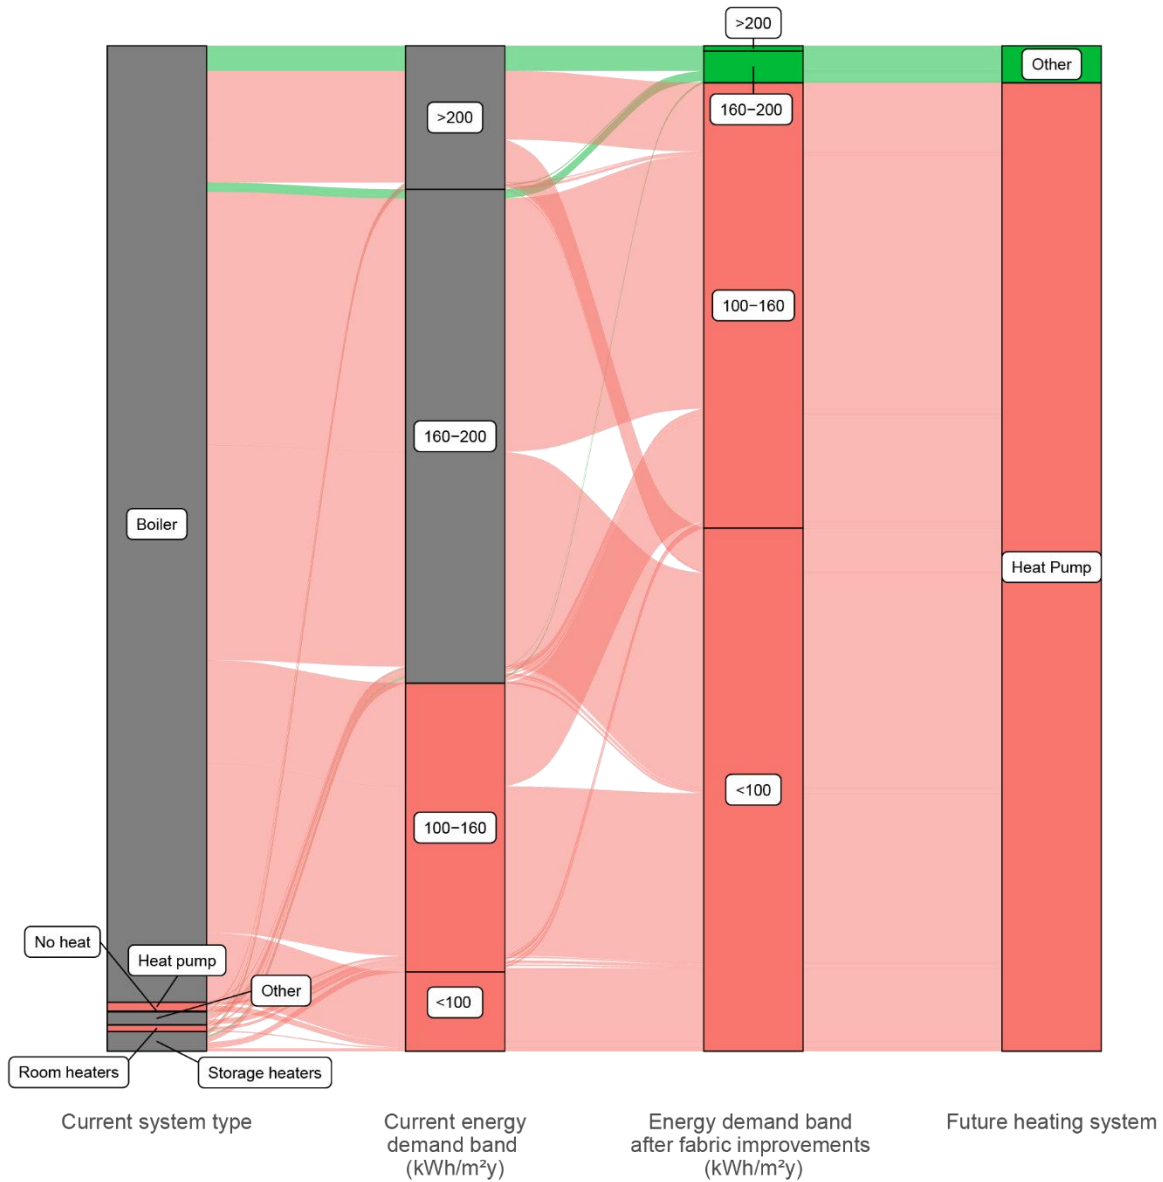 >200
Other
>200
160−200
100−160
160−200
Boiler
Heat Pump
<100
100−160
No heat
Heat pump
Other
<100
Room heaters
Storage heaters
Current system type
Current energy
demand band
(kWh/m²y)
Energy demand band
after fabric improvements
(kWh/m²y)
Future heating system